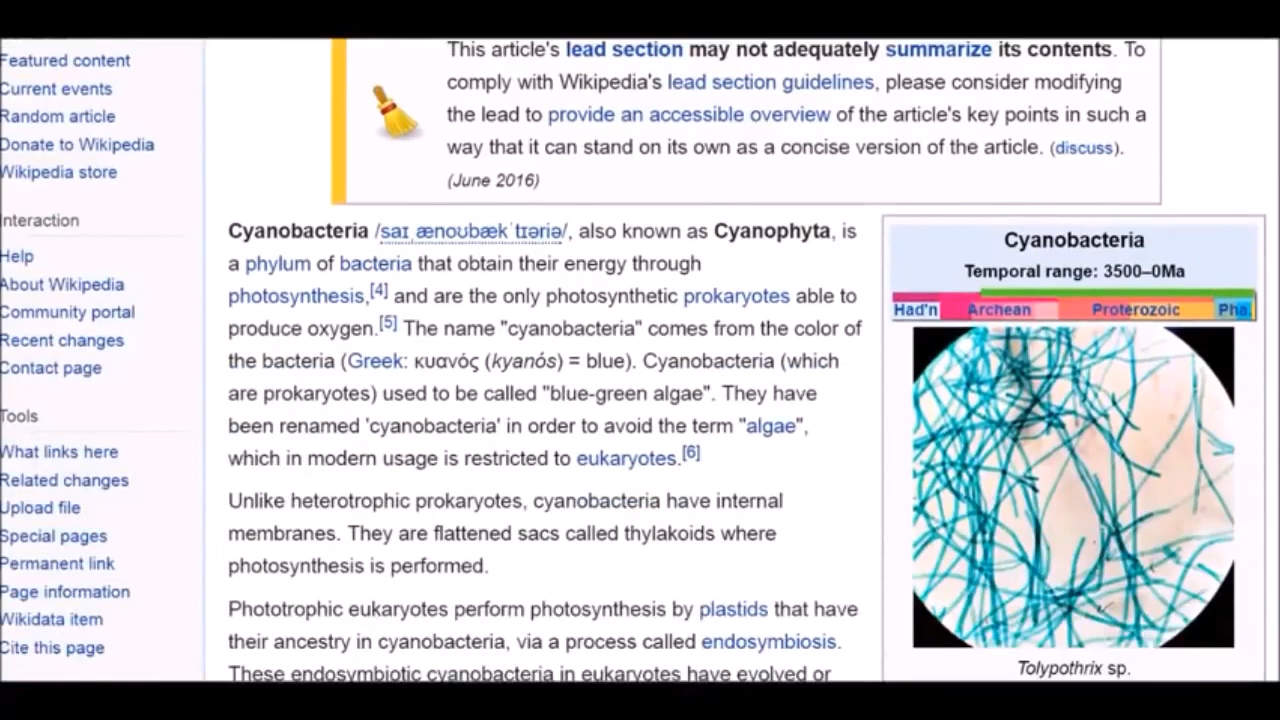 Featured content
Current events
Random article
Donate to Wikipedia
Wikipedia store
Interaction
Help
About Wikipedia
Community portal
Recent changes
Contact page
Tools
What links here
Related changes
Upload file
Special pages
Permanent link
Page information
Wikidata item
Cite this page
This article's lead section may not adequately summarize its contents. To
comply with Wikipedia's lead section guidelines, please consider modifying
the lead to provide an accessible overview of the article's key points in such a
way that it can stand on its own as a concise version of the article. (discuss).
(June 2016)
Cyanobacteria /saɪˌænoʊbækˈtɪəriə/, also known as Cyanophyta, is
a phylum of bacteria that obtain their energy through
photosynthesis,[4] and are the only photosynthetic prokaryotes able to
produce oxygen.[5] The name "cyanobacteria" comes from the color of
the bacteria (Greek: κυανός (kyanós) = blue). Cyanobacteria (which
are prokaryotes) used to be called "blue-green algae". They have
been renamed 'cyanobacteria' in order to avoid the term "algae",
which in modern usage is restricted to eukaryotes.[6]
Unlike heterotrophic prokaryotes, cyanobacteria have internal
membranes. They are flattened sacs called thylakoids where
photosynthesis is performed.
Phototrophic eukaryotes perform photosynthesis by plastids that have
their ancestry in cyanobacteria, via a process called endosymbiosis.
These endosymbiotic cyanobacteria in eukaryotes have evolved or
Cyanobacteria
Temporal range: 3500–0Ma
Had'n Archean Proterozoic Pha.
Tolypothrix sp.